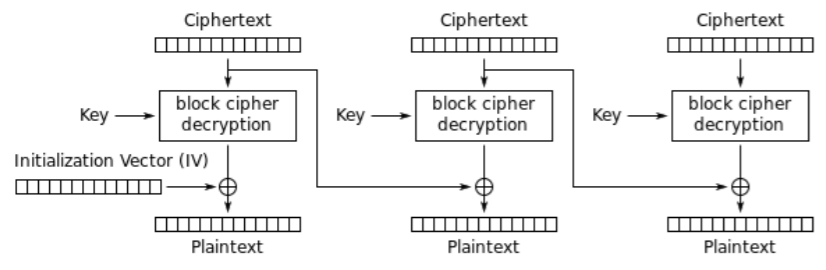 Ciphertext
Ciphertext
Ciphertext
Key
block cipher
decryption
Key
block cipher
decryption
Key
block cipher
decryption
Initialization Vector (IV)
Plaintext
Plaintext
Plaintext